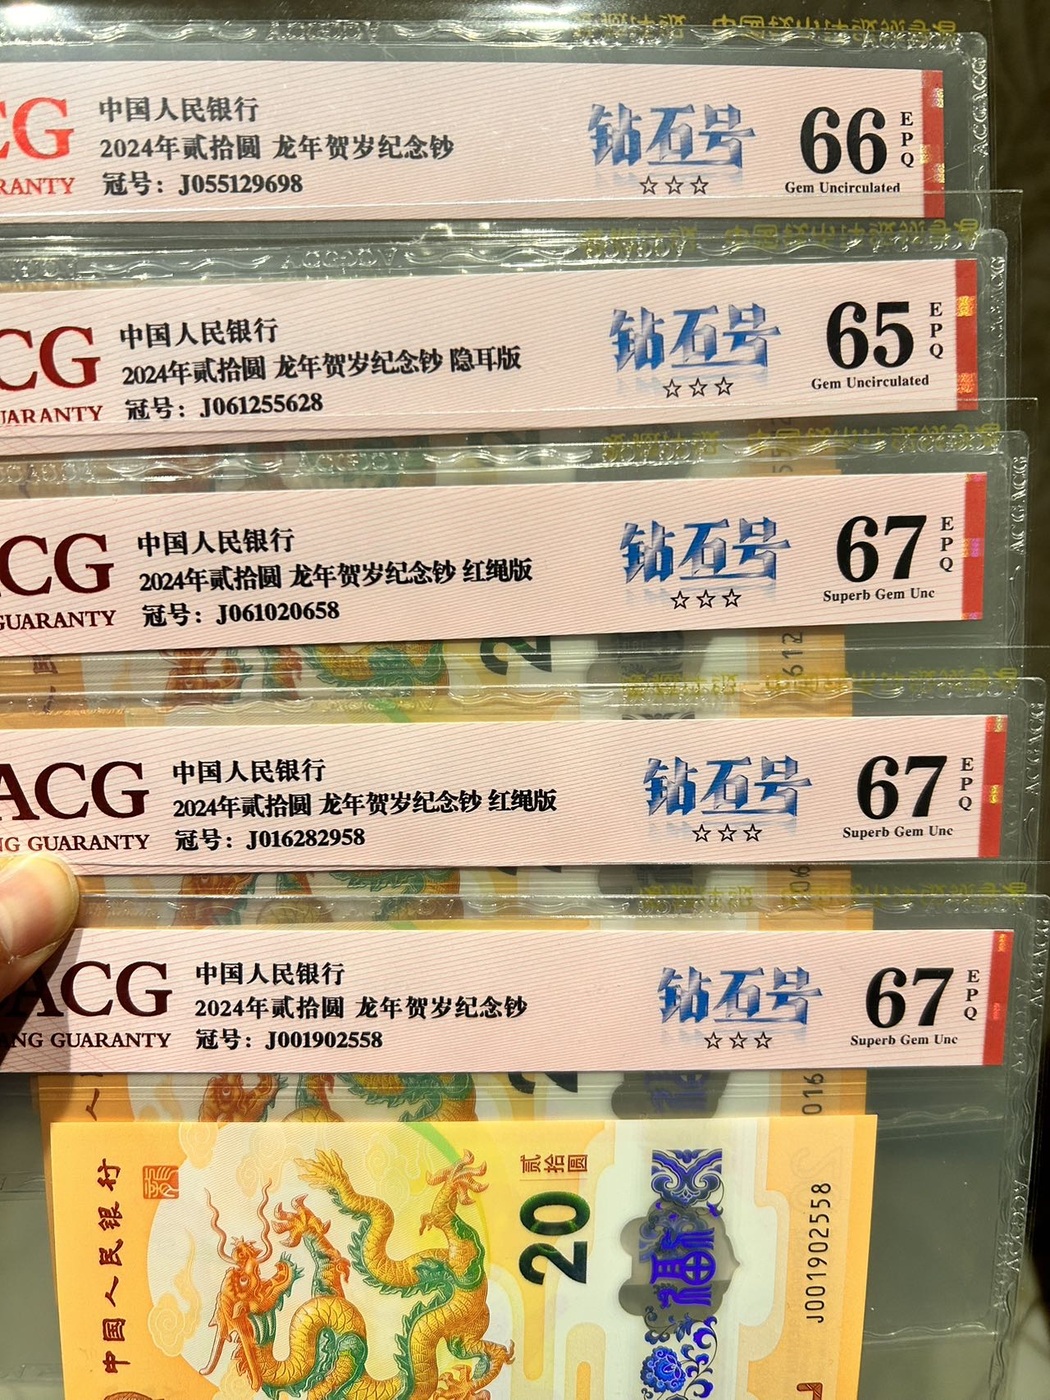 中国人民银行
2024年贰拾圆 龙年贺岁纪念钞
冠号：J055129698
钻石号
☆☆☆
66
EPQ
Gem Uncirculated
CG
UARANTY
中国人民银行
2024年贰拾圆 龙年贺岁纪念钞 隐耳版
冠号：J061255628
钻石号
☆☆☆
65
EPQ
Gem Uncirculated
CG
GUARANTY
中国人民银行
2024年贰拾圆 龙年贺岁纪念钞 红绳版
冠号：J061020658
钻石号
☆☆☆
67
EPQ
Superb Gem Unc
ACG
NG GUARANTY
中国人民银行
2024年贰拾圆 龙年贺岁纪念钞 红绳版
冠号：J016282958
钻石号
☆☆☆
67
EPQ
Superb Gem Unc
ACG
NG GUARANTY
中国人民银行
2024年贰拾圆 龙年贺岁纪念钞
冠号：J001902558
钻石号
☆☆☆
67
EPQ
Superb Gem Unc
中国人民银行
贰拾圆
20
福
J001902558